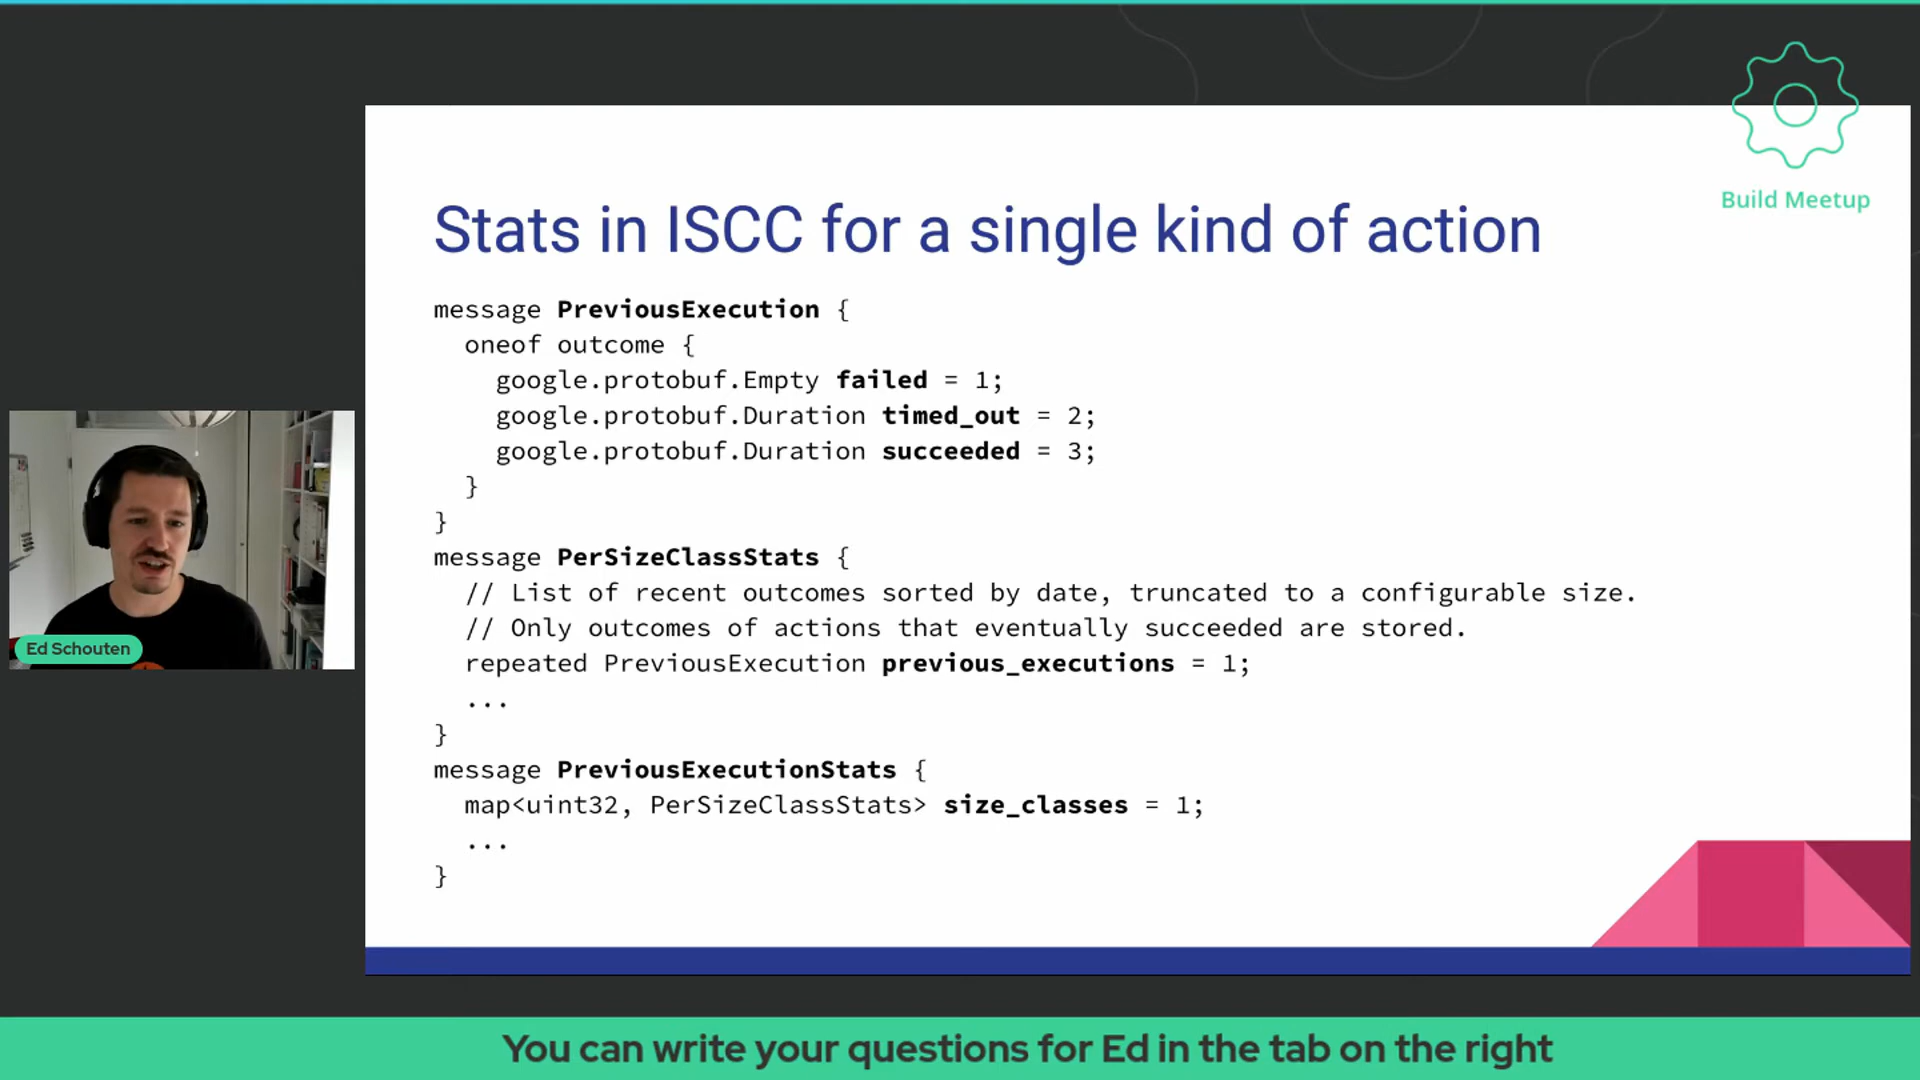 Build Meetup
Stats in ISCC for a single kind of action
message PreviousExecution {
oneof outcome {
google.protobuf.Empty failed = 1;
google.protobuf.Duration timed_out = 2;
google.protobuf.Duration succeeded = 3;
}
}
message PerSizeClassStats {
// List of recent outcomes sorted by date, truncated to a configurable size.
// Only outcomes of actions that eventually succeeded are stored.
repeated PreviousExecution previous_executions = 1;
...
}
message PreviousExecutionStats {
map<uint32, PerSizeClassStats> size_classes = 1;
...
}
Ed Schouten
You can write your questions for Ed in the tab on the right